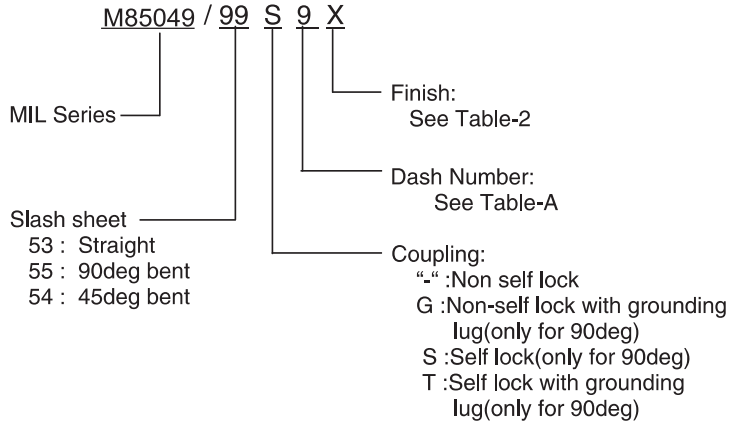 M85049 / 99 S 9 X
MIL Series
Finish:
See Table-2
Dash Number:
See Table-A
Slash sheet
53 : Straight
55 : 90deg bent
54 : 45deg bent
Coupling:
“-“ :Non self lock
G :Non-self lock with grounding
lug(only for 90deg)
S :Self lock(only for 90deg)
T :Self lock with grounding
lug(only for 90deg)